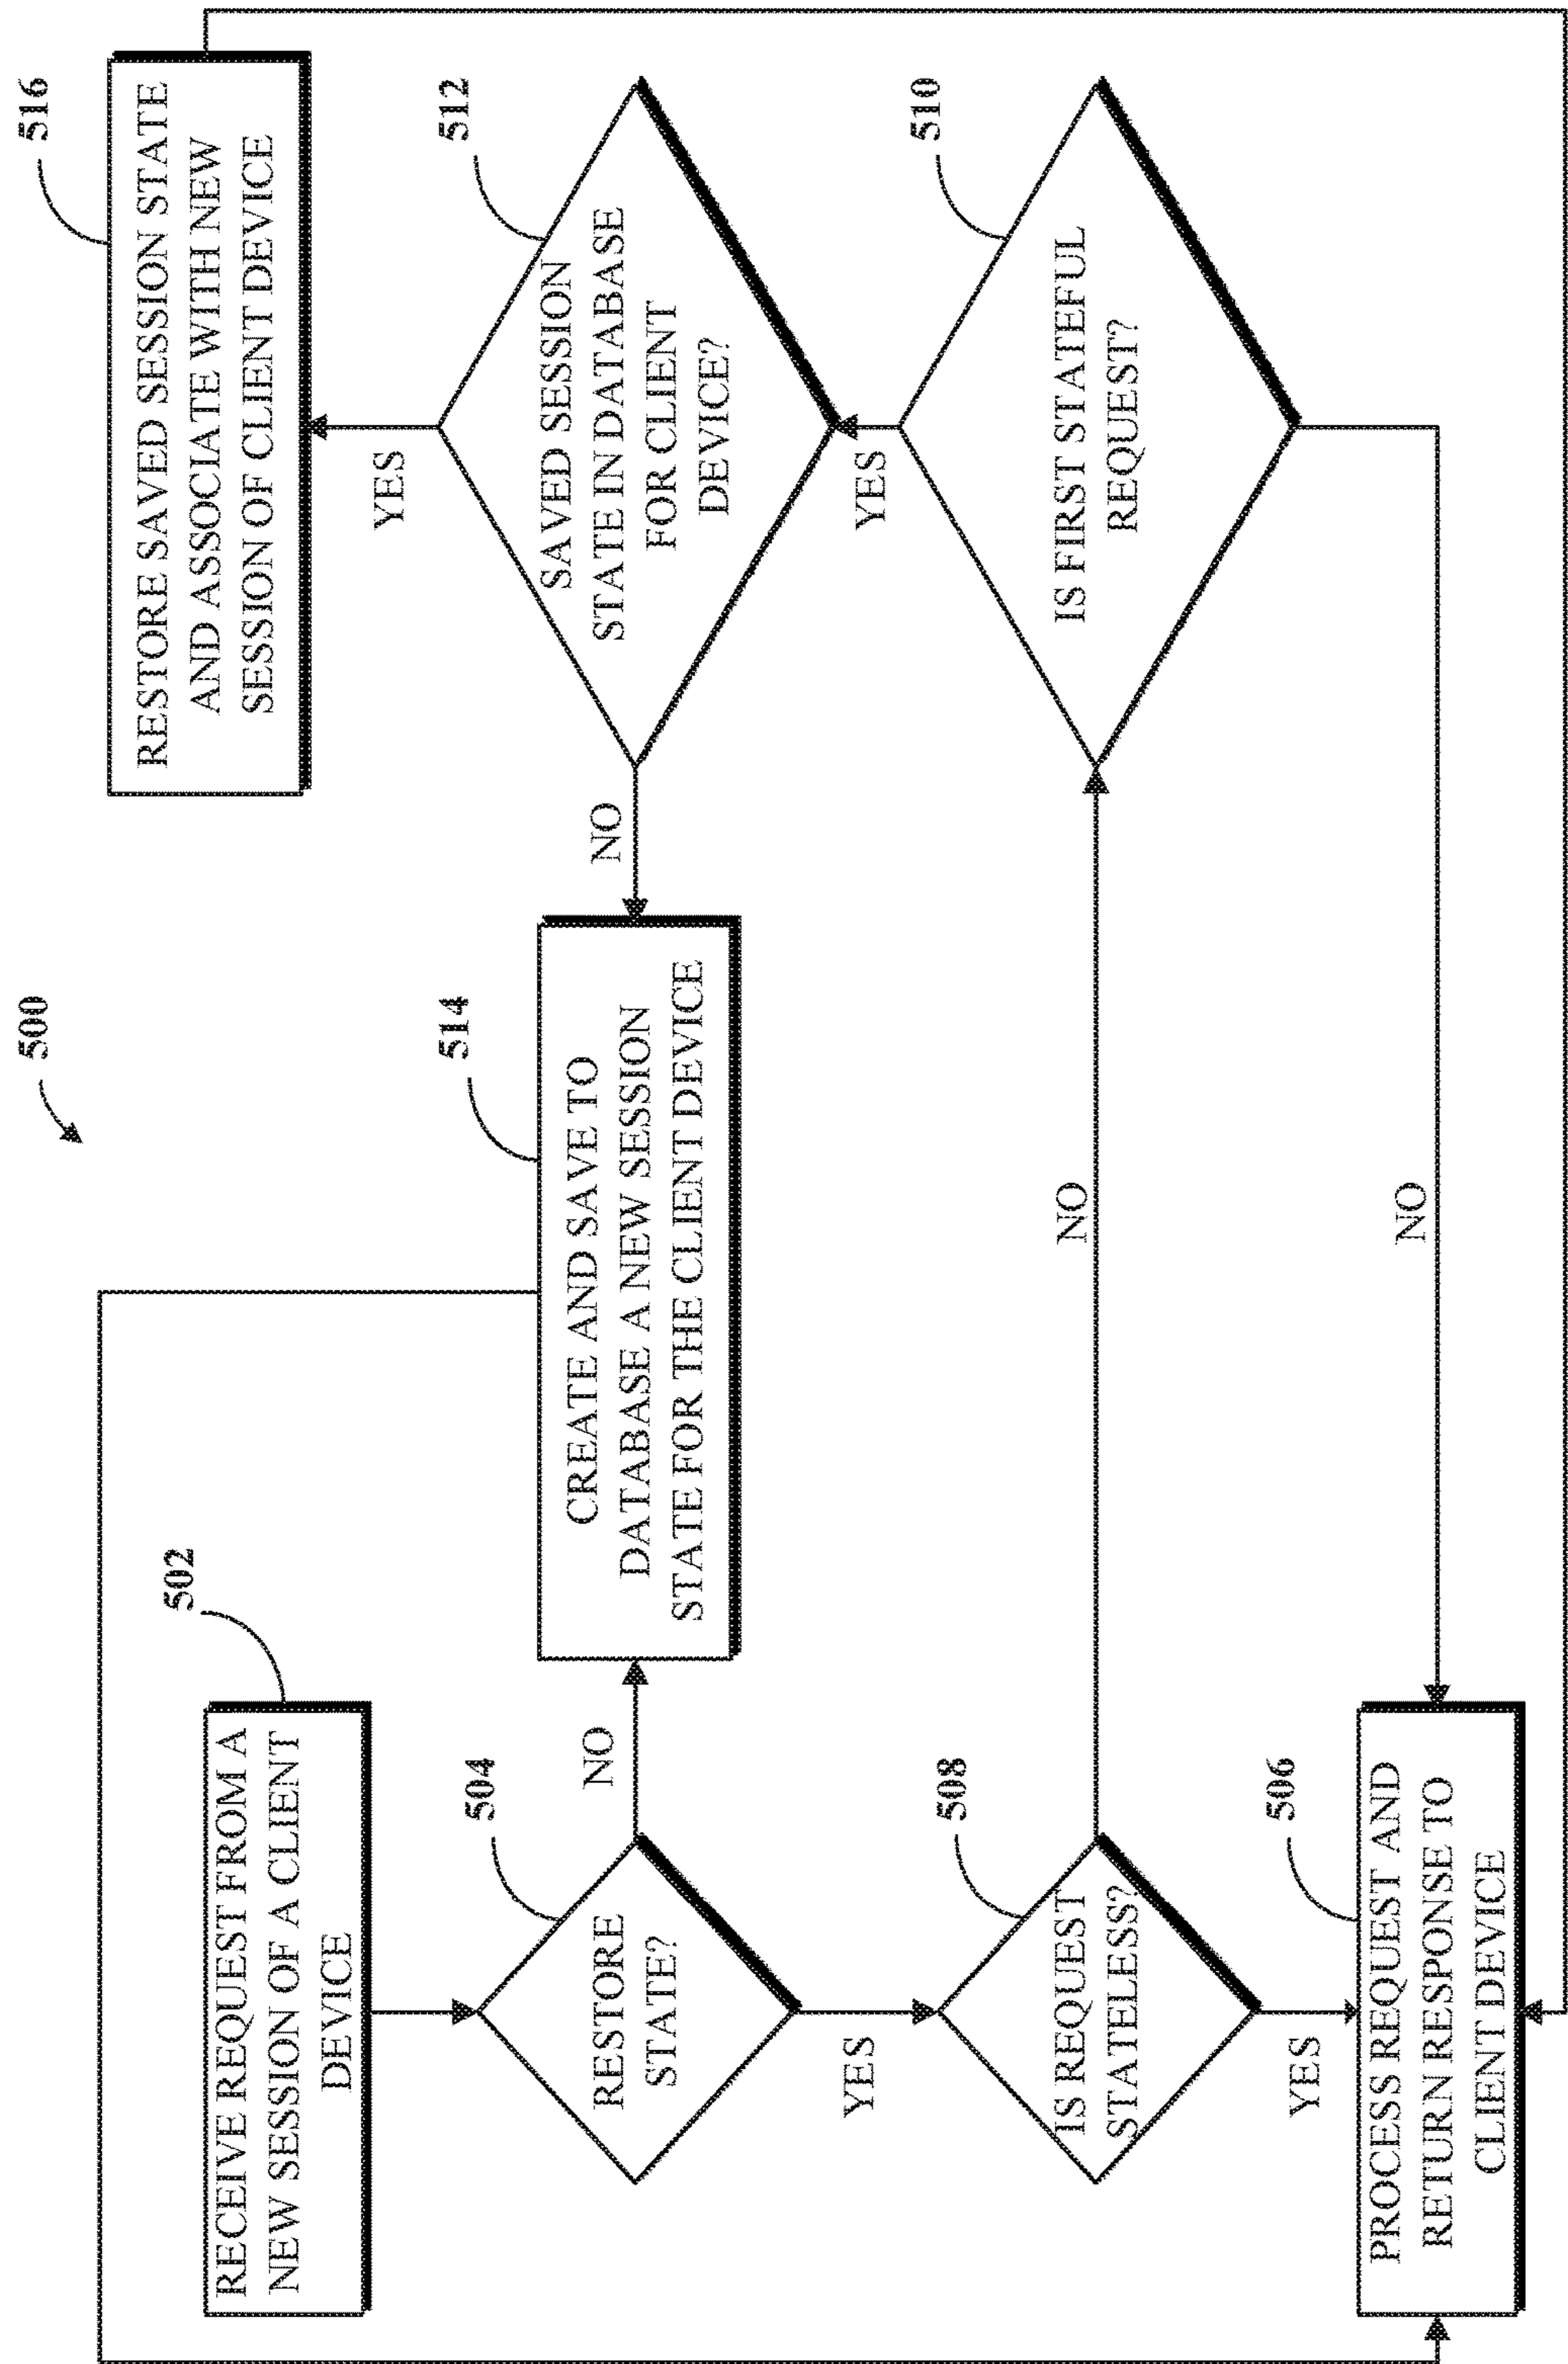 500
502
RECEIVE REQUEST FROM A
NEW SESSION OF A CLIENT
DEVICE
504
RESTORE
STATE?
NO
YES
508
IS REQUEST
STATELESS?
NO
YES
506
PROCESS REQUEST AND
RETURN RESPONSE TO
CLIENT DEVICE
514
CREATE AND SAVE TO
DATABASE A NEW SESSION
STATE FOR THE CLIENT DEVICE
NO
516
RESTORE SAVED SESSION STATE
AND ASSOCIATE WITH NEW
SESSION OF CLIENT DEVICE
YES
512
SAVED SESSION
STATE IN DATABASE
FOR CLIENT
DEVICE?
YES
510
IS FIRST STATEFUL
REQUEST?
NO